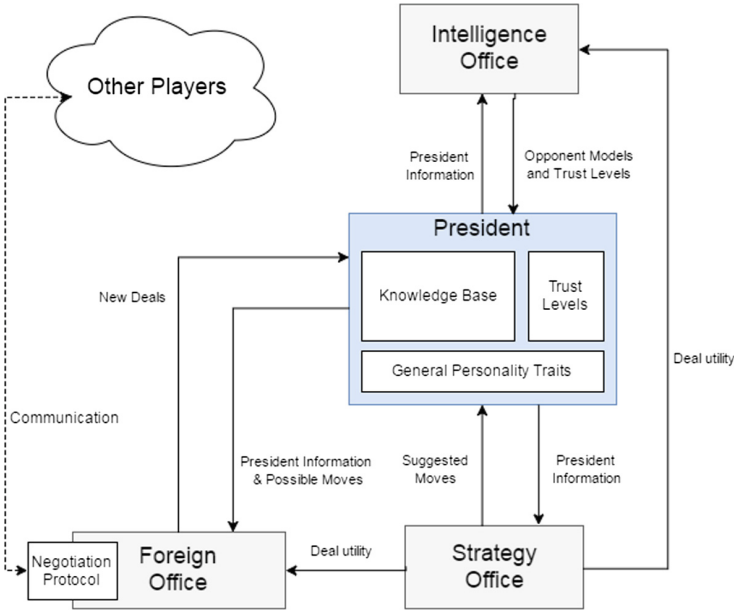 Intelligence
Office
Other Players
President
Information
Opponent Models
and Trust Levels
President
Knowledge Base
Trust
Levels
General Personality Traits
New Deals
Deal utility
Communication
President Information
& Possible Moves
Suggested
Moves
President
Information
Negotiation
Protocol
Foreign
Office
Deal utility
Strategy
Office